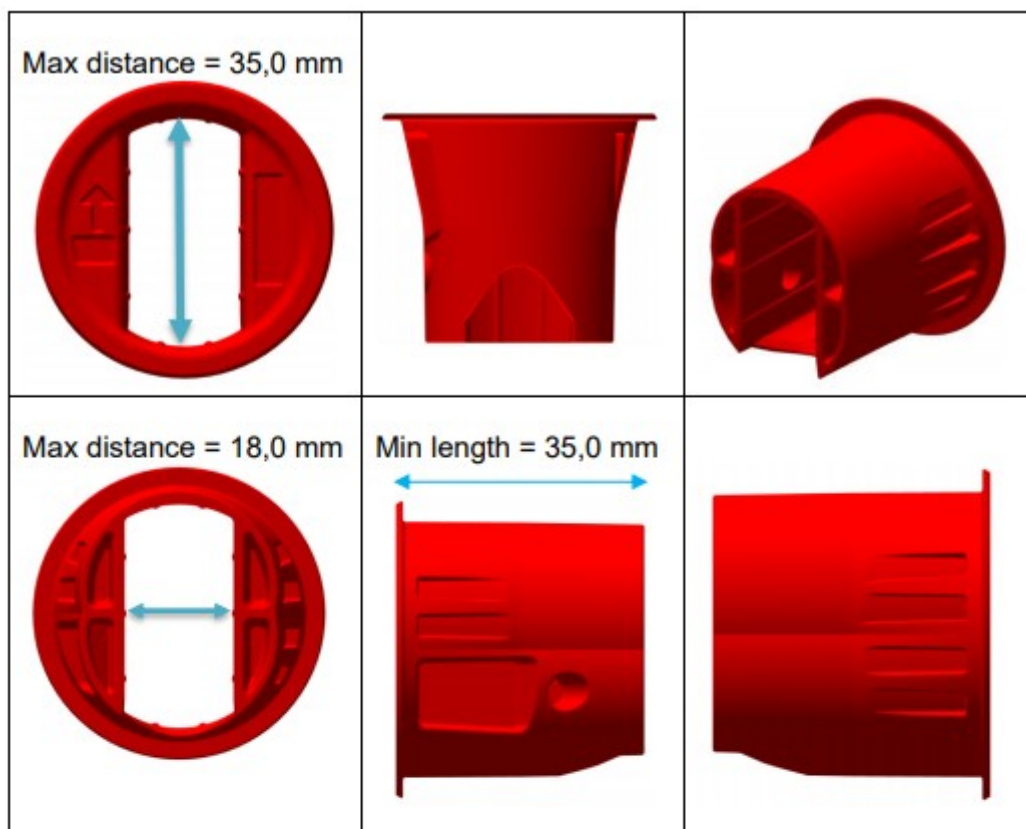 Max distance = 35,0 mm
Max distance = 18,0 mm
Min length = 35,0 mm